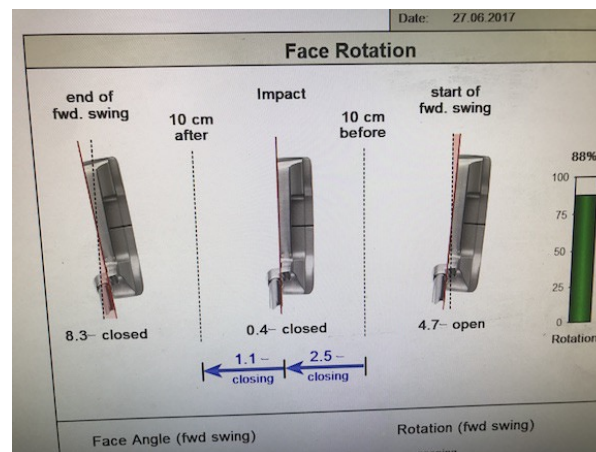 Date: 27.06.2017
Face Rotation
end of
fwd. swing
10 cm
after
Impact
10 cm
before
start of
fwd. swing
88%
100
75
50
25
0
Rotation
8.3– closed
0.4– closed
4.7– open
1.1 –
closing
2.5 –
closing
Face Angle (fwd swing)
Rotation (fwd swing)